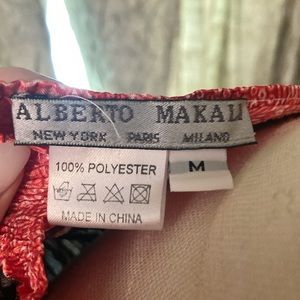 ALBERTO MAKALI
NEW YORK PARIS MILANO
100% POLYESTER
M
MADE IN CHINA